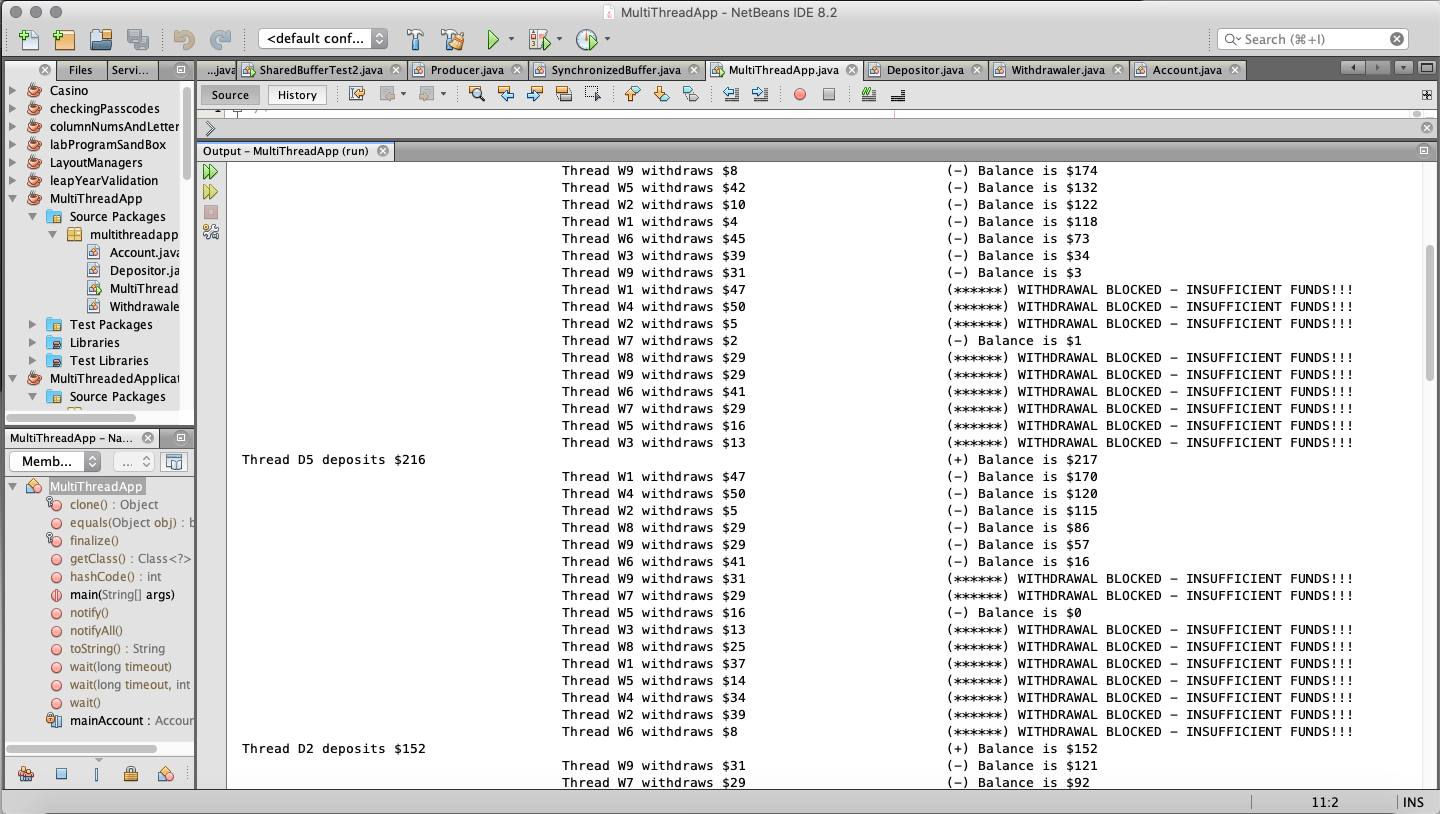 MultiThreadApp - NetBeans IDE 8.2
<default conf...
Search (⌘+I)
Files
Servi...
...java
SharedBufferTest2.java
Producer.java
SynchronizedBuffer.java
MultiThreadApp.java
Depositor.java
Withdrawaler.java
Account.java
Source
History
Casino
checkingPasscodes
columnNumsAndLetter
labProgramSandBox
LayoutManagers
leapYearValidation
MultiThreadApp
Source Packages
multithreadapp
Account.java
Depositor.ja
MultiThread
Withdrawale
Test Packages
Libraries
Test Libraries
MultiThreadedApplicat
Source Packages
MultiThreadApp - Na...
Memb...
...
MultiThreadApp
clone() : Object
equals(Object obj) : b
finalize()
getClass() : Class<?>
hashCode() : int
main(String[] args)
notify()
notifyAll()
toString() : String
wait(long timeout)
wait(long timeout, int
wait()
mainAccount : Accour
Output - MultiThreadApp (run)
Thread W9 withdraws $8 (-) Balance is $174
Thread W5 withdraws $42 (-) Balance is $132
Thread W2 withdraws $10 (-) Balance is $122
Thread W1 withdraws $4 (-) Balance is $118
Thread W6 withdraws $45 (-) Balance is $73
Thread W3 withdraws $39 (-) Balance is $34
Thread W9 withdraws $31 (-) Balance is $3
Thread W1 withdraws $47 (******) WITHDRAWAL BLOCKED - INSUFFICIENT FUNDS!!!
Thread W4 withdraws $50 (******) WITHDRAWAL BLOCKED - INSUFFICIENT FUNDS!!!
Thread W2 withdraws $5 (******) WITHDRAWAL BLOCKED - INSUFFICIENT FUNDS!!!
Thread W7 withdraws $2 (-) Balance is $1
Thread W8 withdraws $29 (******) WITHDRAWAL BLOCKED - INSUFFICIENT FUNDS!!!
Thread W9 withdraws $29 (******) WITHDRAWAL BLOCKED - INSUFFICIENT FUNDS!!!
Thread W6 withdraws $41 (******) WITHDRAWAL BLOCKED - INSUFFICIENT FUNDS!!!
Thread W7 withdraws $29 (******) WITHDRAWAL BLOCKED - INSUFFICIENT FUNDS!!!
Thread W5 withdraws $16 (******) WITHDRAWAL BLOCKED - INSUFFICIENT FUNDS!!!
Thread W3 withdraws $13 (******) WITHDRAWAL BLOCKED - INSUFFICIENT FUNDS!!!
Thread D5 deposits $216 (+) Balance is $217
Thread W1 withdraws $47 (-) Balance is $170
Thread W4 withdraws $50 (-) Balance is $120
Thread W2 withdraws $5 (-) Balance is $115
Thread W8 withdraws $29 (-) Balance is $86
Thread W9 withdraws $29 (-) Balance is $57
Thread W6 withdraws $41 (-) Balance is $16
Thread W9 withdraws $31 (******) WITHDRAWAL BLOCKED - INSUFFICIENT FUNDS!!!
Thread W7 withdraws $29 (******) WITHDRAWAL BLOCKED - INSUFFICIENT FUNDS!!!
Thread W5 withdraws $16 (-) Balance is $0
Thread W3 withdraws $13 (******) WITHDRAWAL BLOCKED - INSUFFICIENT FUNDS!!!
Thread W8 withdraws $25 (******) WITHDRAWAL BLOCKED - INSUFFICIENT FUNDS!!!
Thread W1 withdraws $37 (******) WITHDRAWAL BLOCKED - INSUFFICIENT FUNDS!!!
Thread W5 withdraws $14 (******) WITHDRAWAL BLOCKED - INSUFFICIENT FUNDS!!!
Thread W4 withdraws $34 (******) WITHDRAWAL BLOCKED - INSUFFICIENT FUNDS!!!
Thread W2 withdraws $39 (******) WITHDRAWAL BLOCKED - INSUFFICIENT FUNDS!!!
Thread W6 withdraws $8 (******) WITHDRAWAL BLOCKED - INSUFFICIENT FUNDS!!!
Thread D2 deposits $152 (+) Balance is $152
Thread W9 withdraws $31 (-) Balance is $121
Thread W7 withdraws $29 (-) Balance is $92
11:2
INS